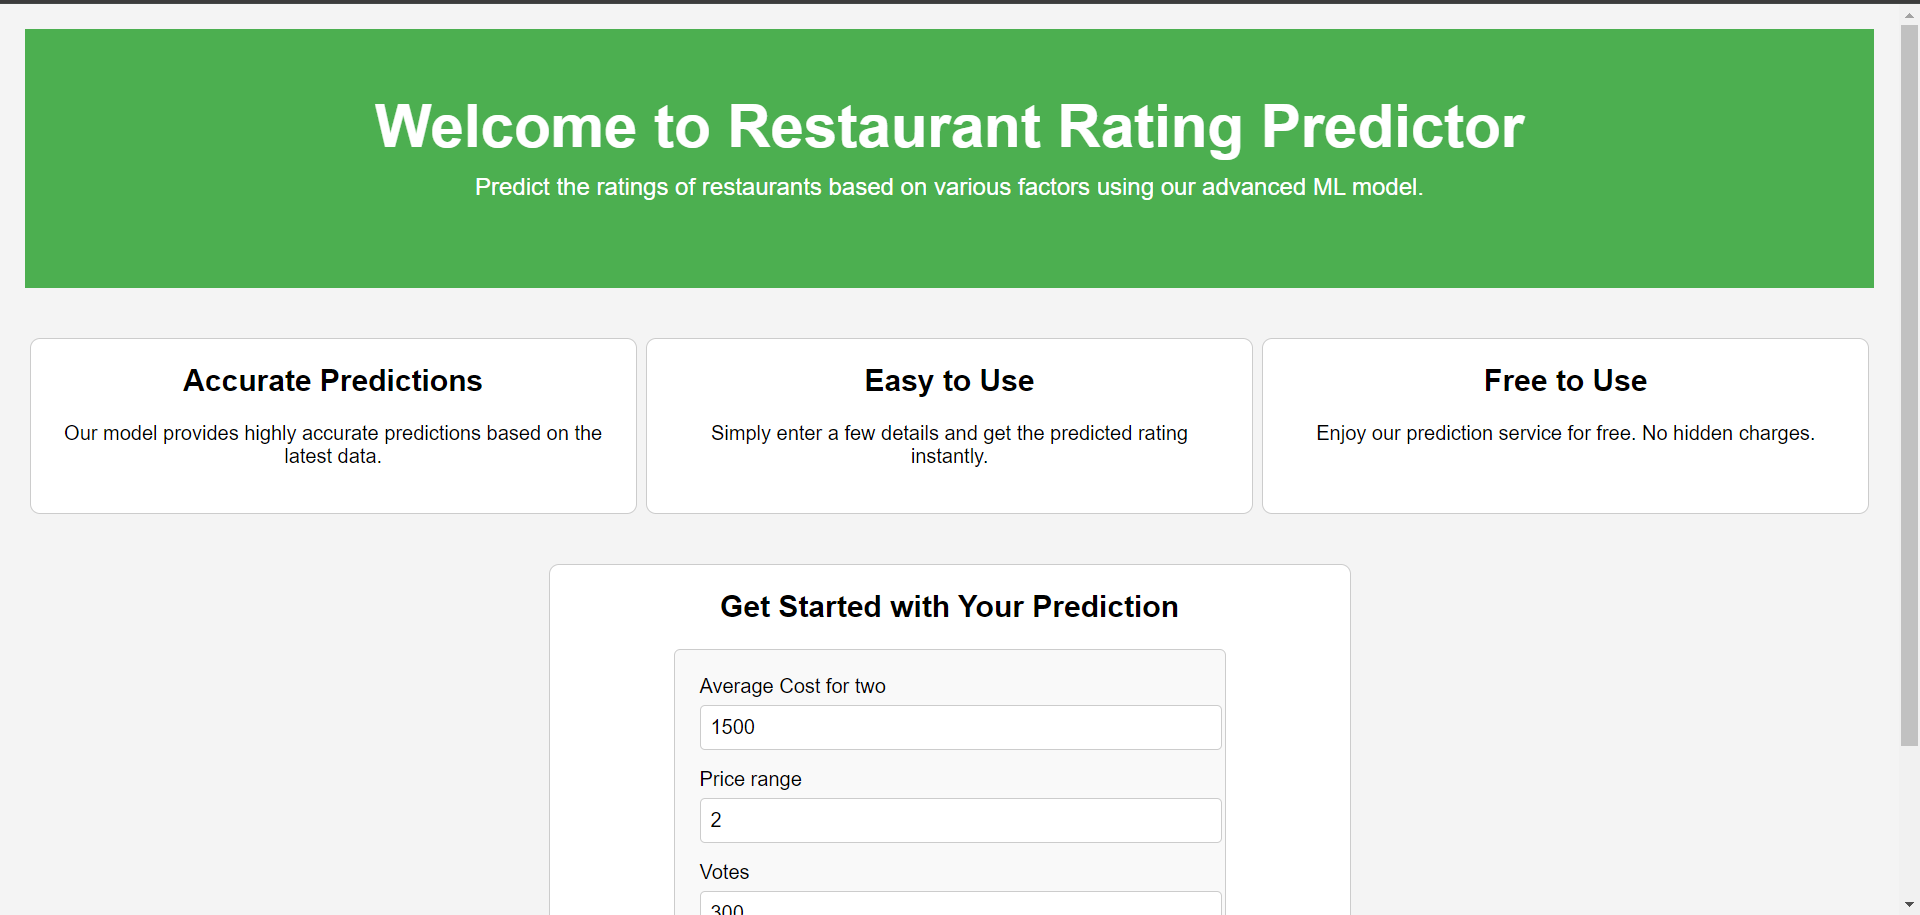 Welcome to Restaurant Rating Predictor
Predict the ratings of restaurants based on various factors using our advanced ML model.
Accurate Predictions
Our model provides highly accurate predictions based on the
latest data.
Easy to Use
Simply enter a few details and get the predicted rating
instantly.
Free to Use
Enjoy our prediction service for free. No hidden charges.
Get Started with Your Prediction
Average Cost for two
1500
Price range
2
Votes
300